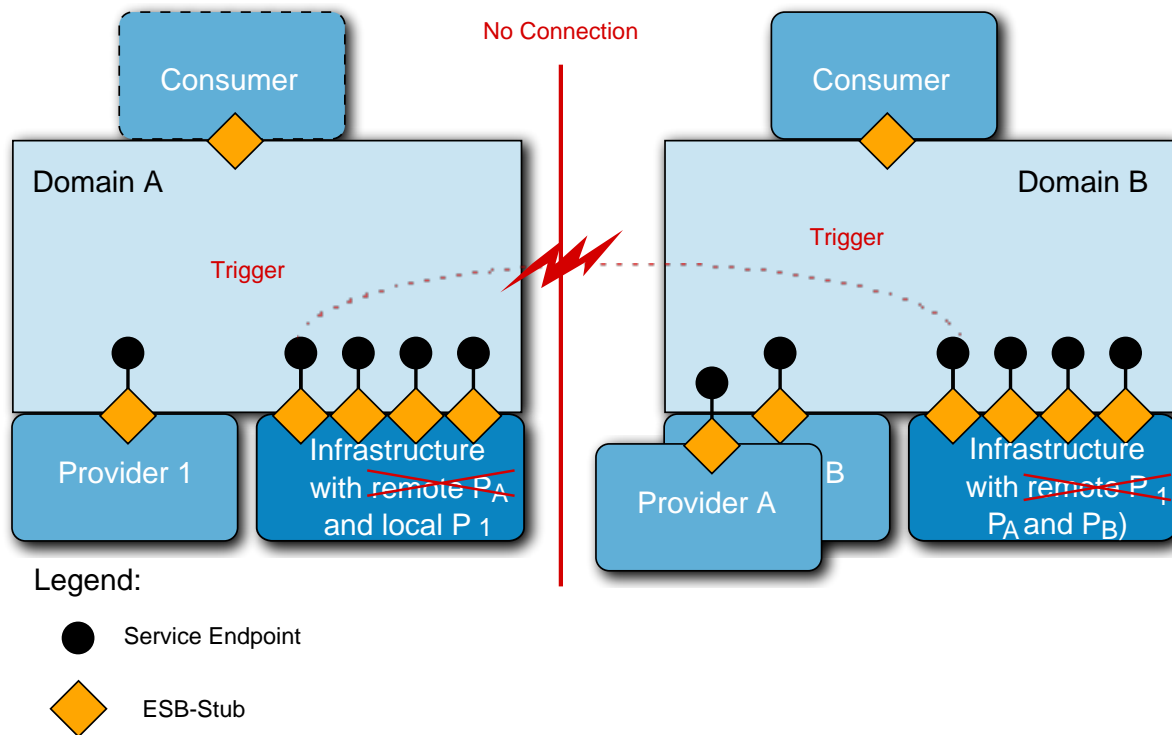 No Connection
Consumer
Consumer
Domain A
Domain B
Trigger
Trigger
Provider 1
Infrastructure
with remote PA
and local P 1
Provider A
B
Infrastructure
with remote P 1
PA and PB)
Legend:
Service Endpoint
ESB-Stub